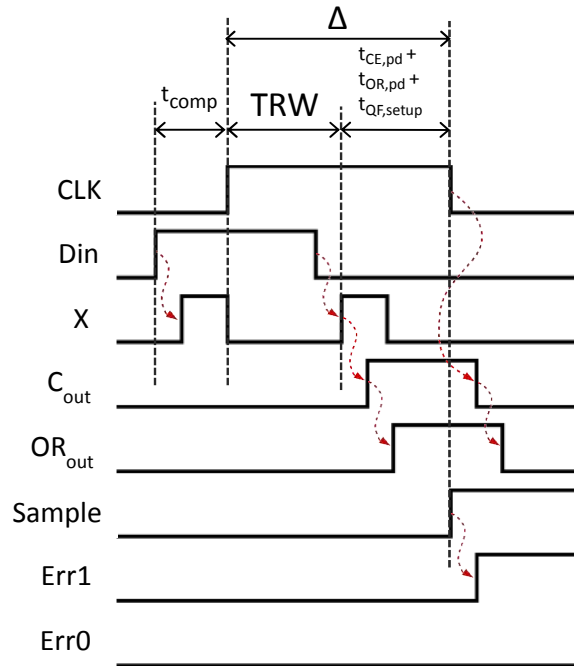 Δ
t_CE,pd +
t_OR,pd +
t_QF,setup
t_comp
TRW
CLK
Din
X
C_out
OR_out
Sample
Err1
Err0